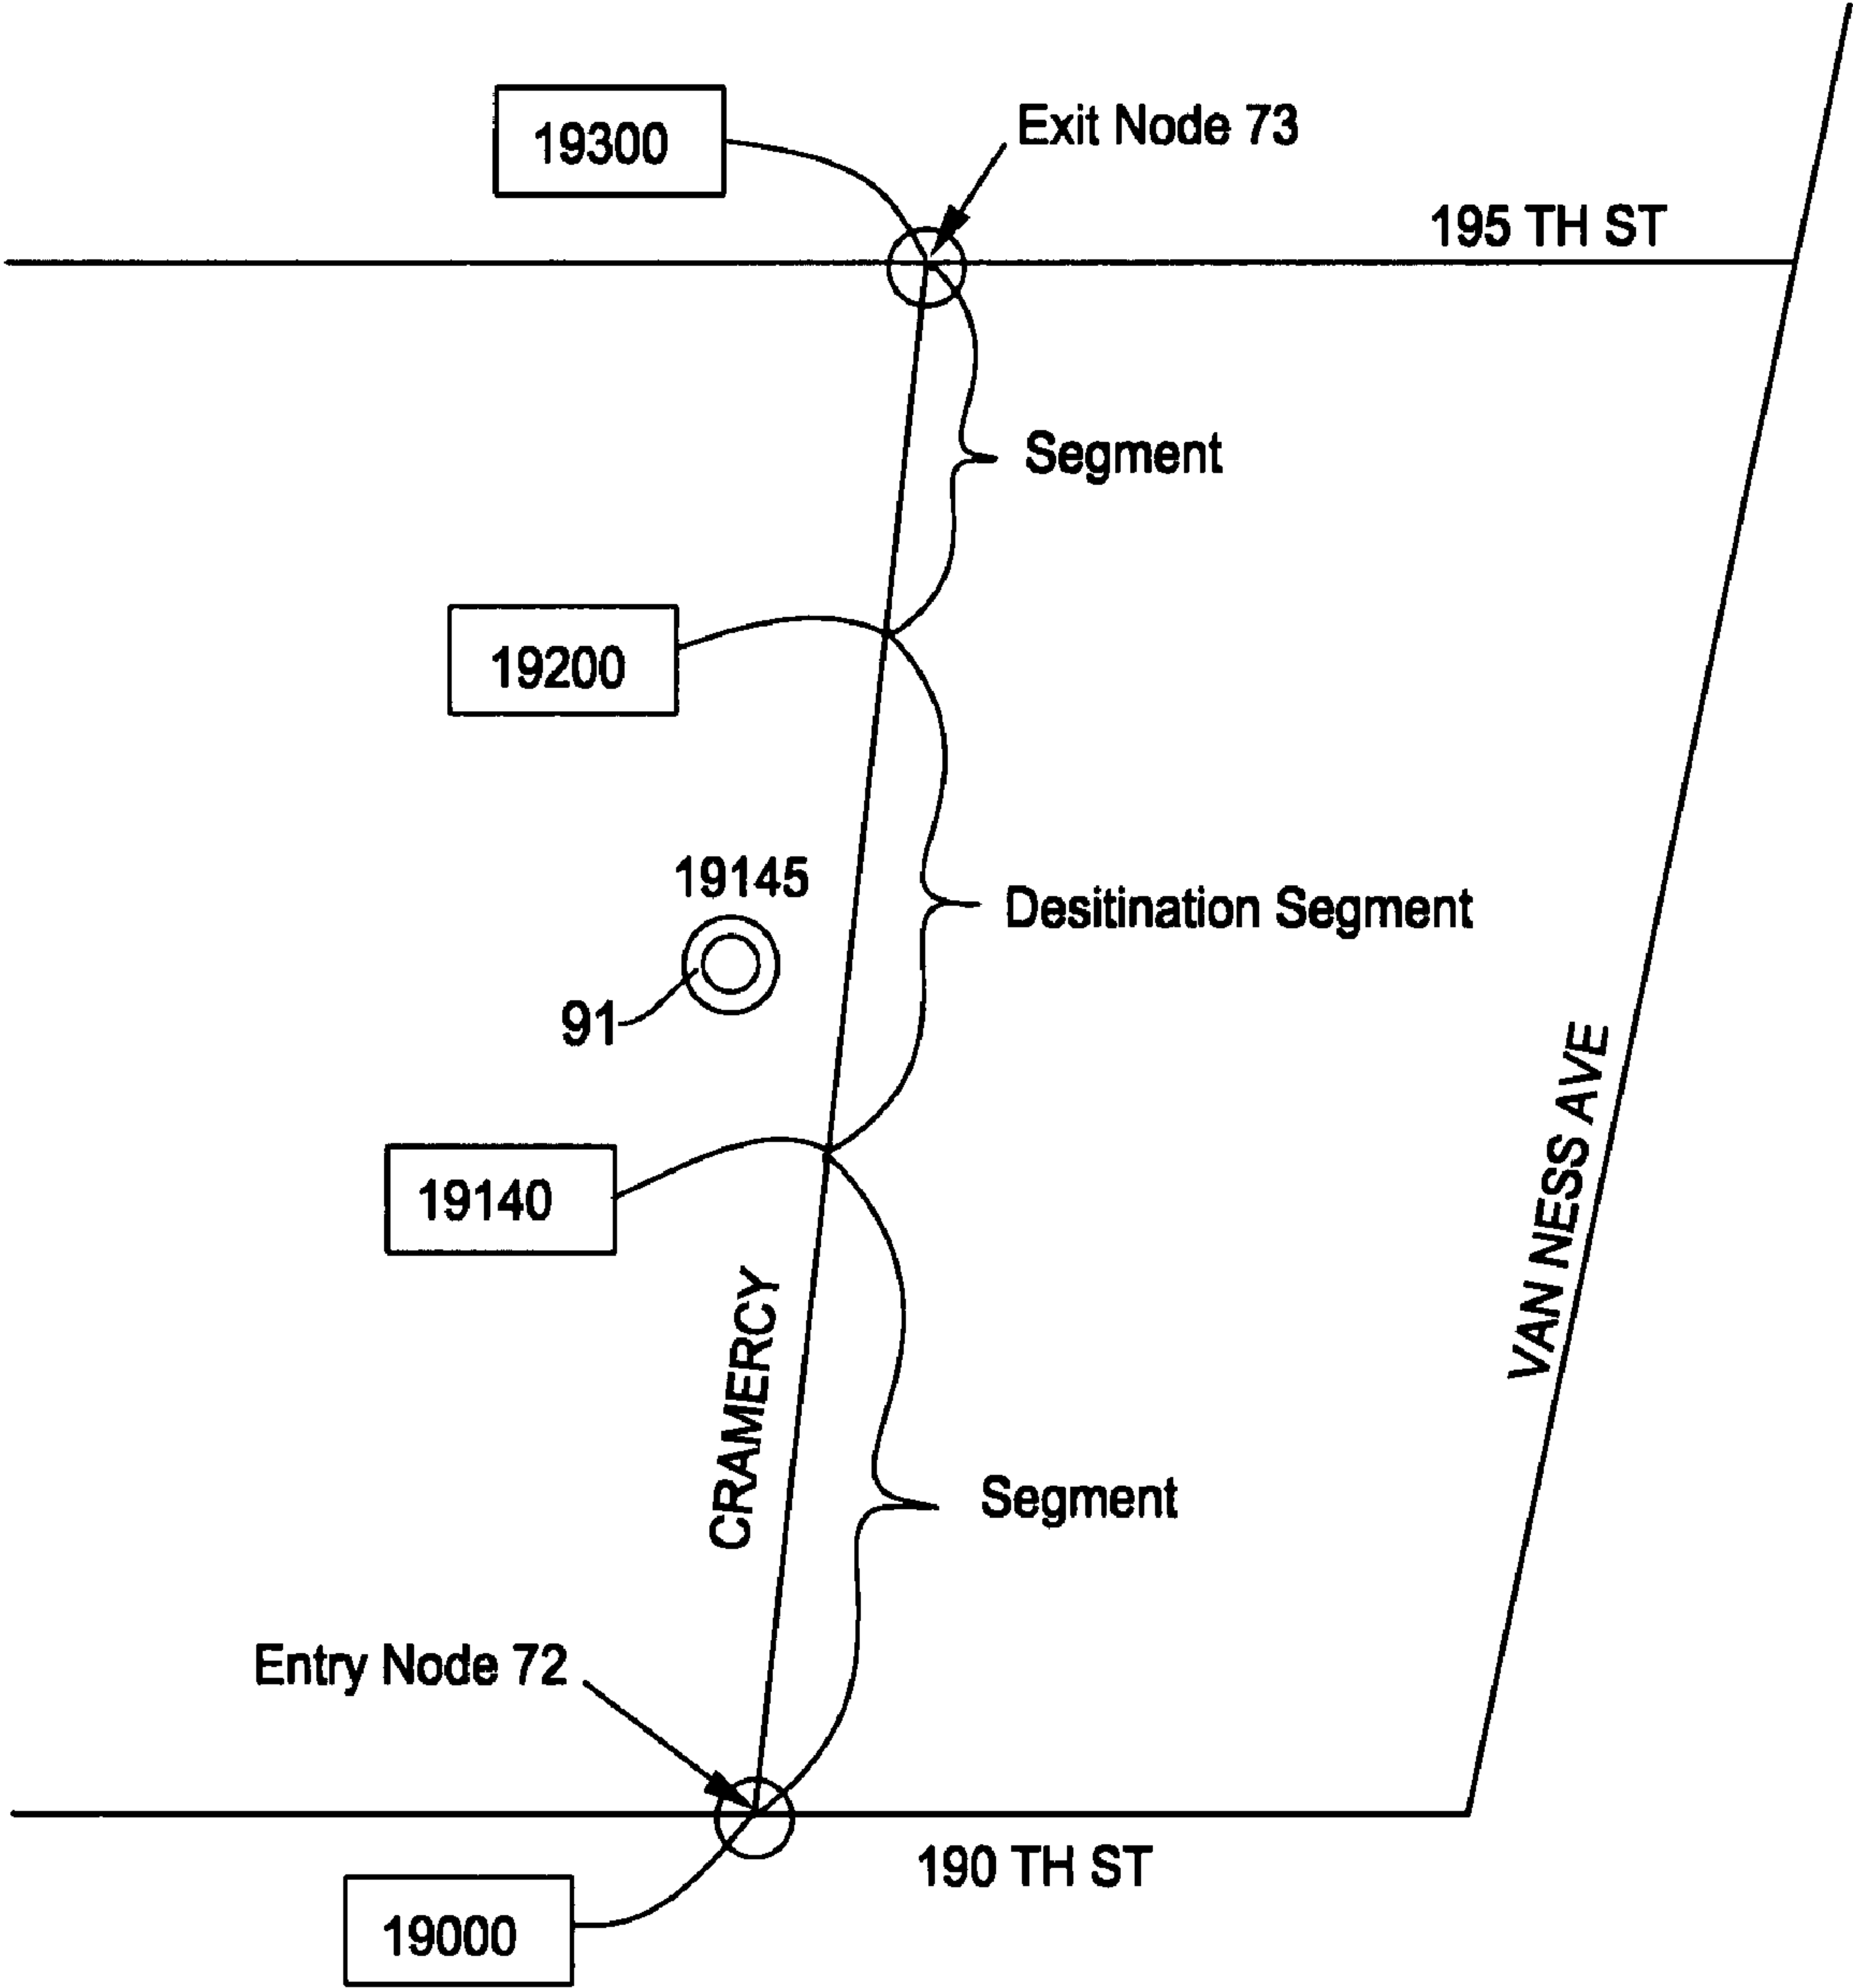 19300
Exit Node 73
195 TH ST
Segment
19200
19145
Desitination Segment
91
19140
VAN NESS AVE
CRAMERCY
Segment
Entry Node 72
190 TH ST
19000